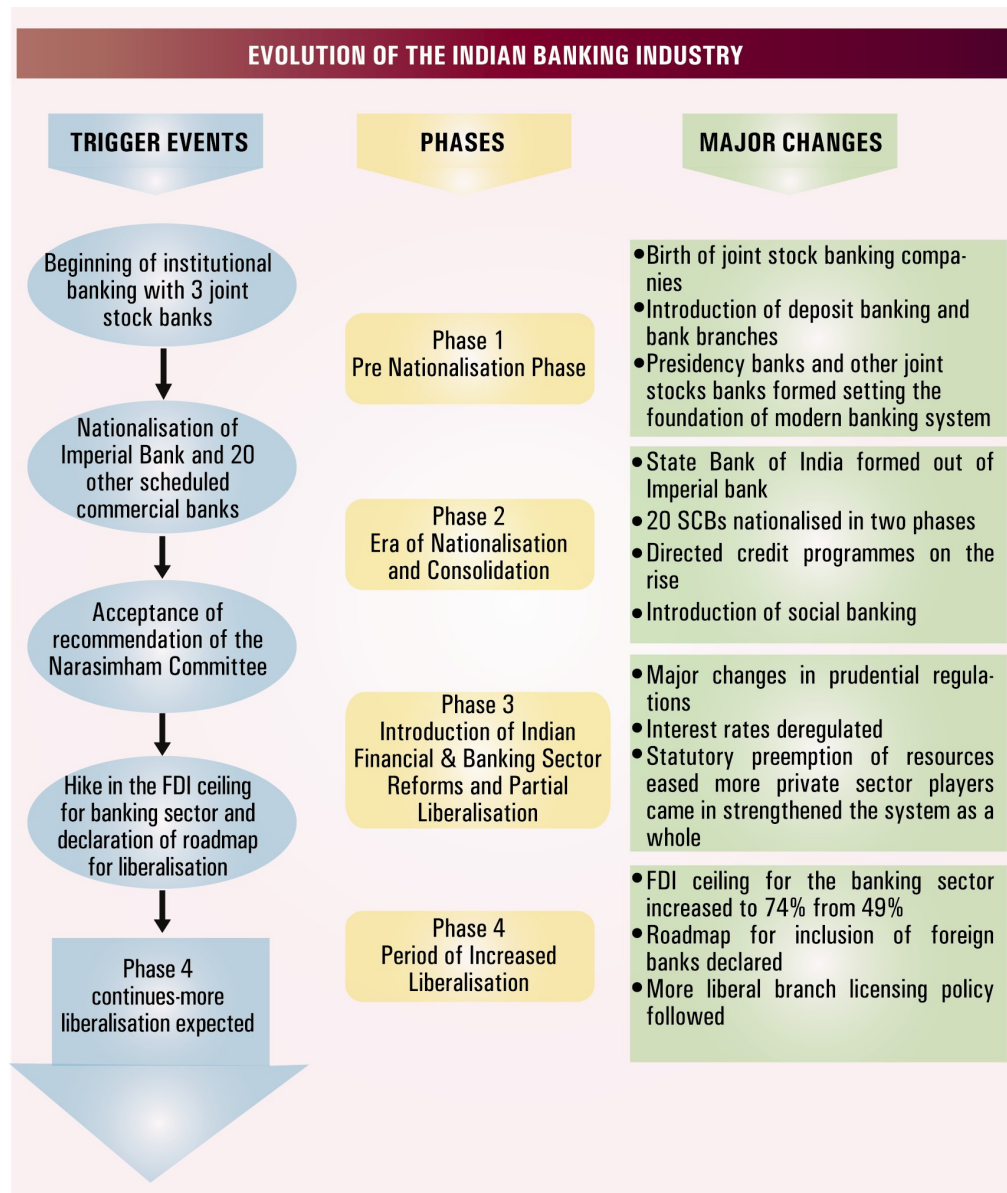 EVOLUTION OF THE INDIAN BANKING INDUSTRY
TRIGGER EVENTS
PHASES
MAJOR CHANGES
Beginning of institutional
banking with 3 joint
stock banks
Nationalisation of
Imperial Bank and 20
other scheduled
commercial banks
Acceptance of
recommendation of the
Narasimham Committee
Hike in the FDI ceiling
for banking sector and
declaration of roadmap
for liberalisation
Phase 4
continues-more
liberalisation expected
Phase 1
Pre Nationalisation Phase
Phase 2
Era of Nationalisation
and Consolidation
Phase 3
Introduction of Indian
Financial & Banking Sector
Reforms and Partial
Liberalisation
Phase 4
Period of Increased
Liberalisation
•Birth of joint stock banking compa-
nies
•Introduction of deposit banking and
bank branches
•Presidency banks and other joint
stocks banks formed setting the
foundation of modern banking system
•State Bank of India formed out of
Imperial bank
•20 SCBs nationalised in two phases
•Directed credit programmes on the
rise
•Introduction of social banking
•Major changes in prudential regula-
tions
•Interest rates deregulated
•Statutory preemption of resources
eased more private sector players
came in strengthened the system as a
whole
•FDI ceiling for the banking sector
increased to 74% from 49%
•Roadmap for inclusion of foreign
banks declared
•More liberal branch licensing policy
followed